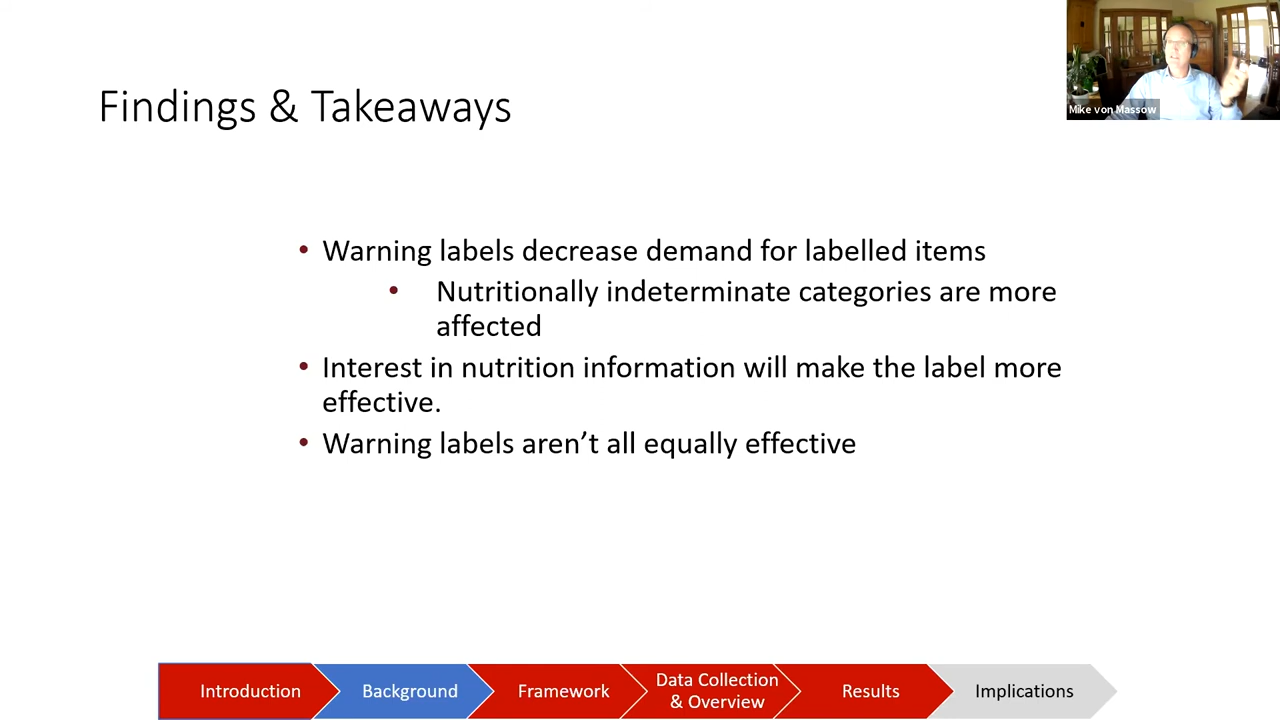 Mike von Massow
Findings & Takeaways
• Warning labels decrease demand for labelled items
• Nutritionally indeterminate categories are more
affected
• Interest in nutrition information will make the label more
effective.
• Warning labels aren’t all equally effective
Introduction
Background
Framework
Data Collection
& Overview
Results
Implications